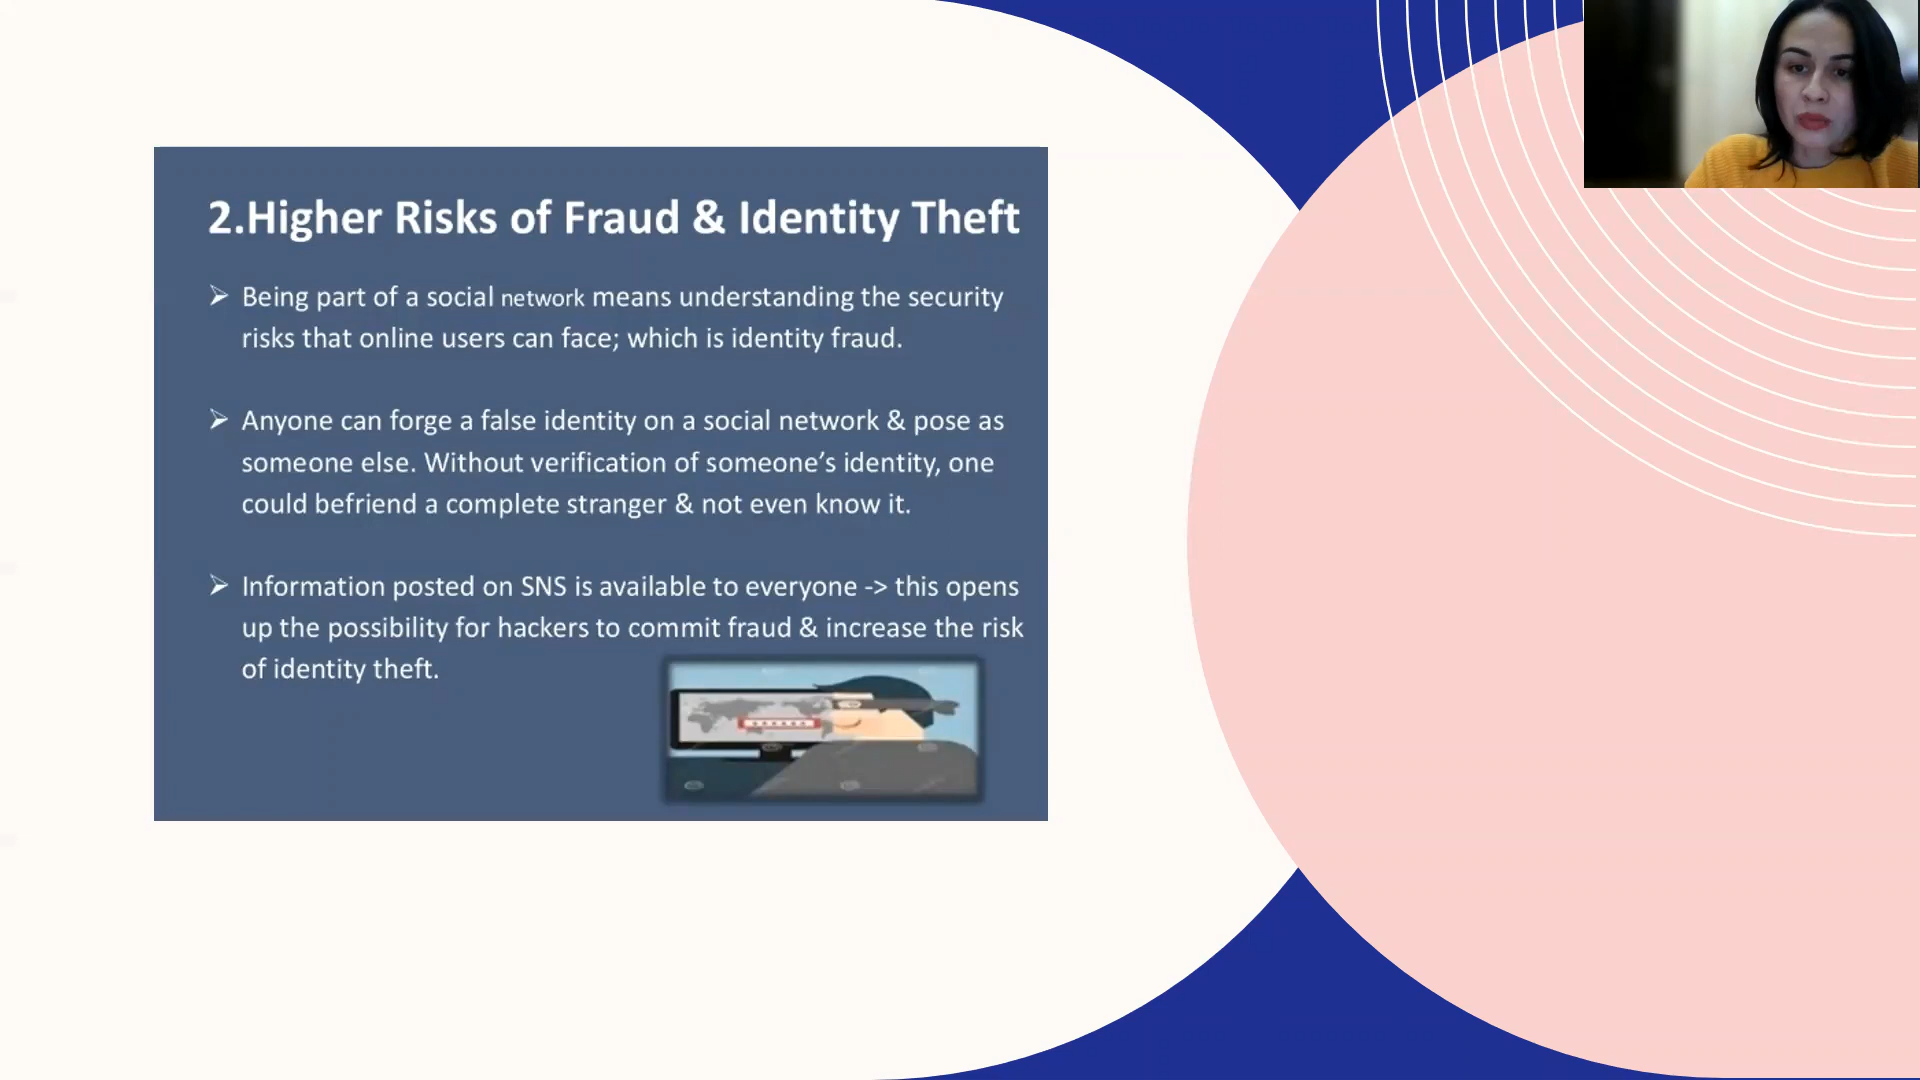 2.Higher Risks of Fraud & Identity Theft
➢ Being part of a social network means understanding the security
risks that online users can face; which is identity fraud.
➢ Anyone can forge a false identity on a social network & pose as
someone else. Without verification of someone’s identity, one
could befriend a complete stranger & not even know it.
➢ Information posted on SNS is available to everyone -> this opens
up the possibility for hackers to commit fraud & increase the risk
of identity theft.